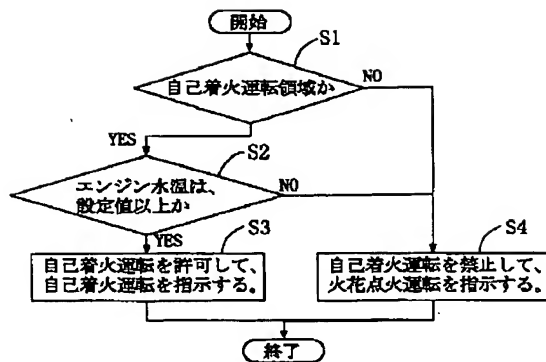 開始
S1
自己着火運転領域か
NO
YES
S2
エンジン水温は、
設定値以上か
NO
YES
S3
S4
自己着火運転を許可して、
自己着火運転を指示する。
自己着火運転を禁止して、
火花点火運転を指示する。
終了